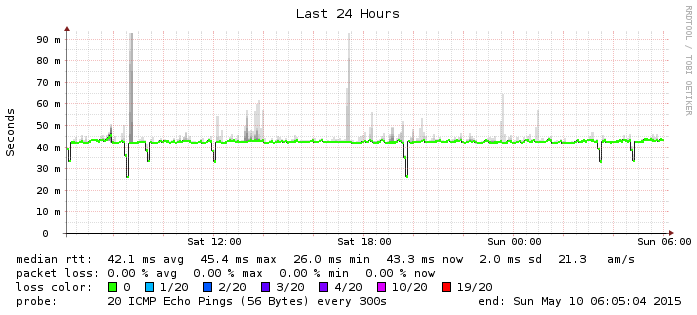 Last 24 Hours
RRDTOOL / TOBI OETIKER
Seconds
90 m
80 m
70 m
60 m
50 m
40 m
30 m
20 m
10 m
0
Sat 12:00 Sat 18:00 Sun 00:00 Sun 06:00
median rtt: 42.1 ms avg 45.4 ms max 26.0 ms min 43.3 ms now 2.0 ms sd 21.3 am/s
packet loss: 0.00 % avg 0.00 % max 0.00 % min 0.00 % now
loss color: 0 1/20 2/20 3/20 4/20 10/20 19/20
probe: 20 ICMP Echo Pings (56 Bytes) every 300s end: Sun May 10 06:05:04 2015